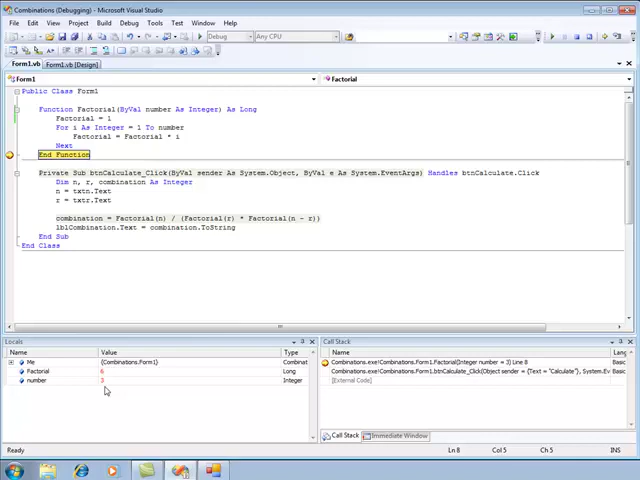 Combinations (Debugging) - Microsoft Visual Studio
File Edit View Project Build Debug Tools Test Window Help
Debug Any CPU
Form1.vb Form1.vb [Design]
Form1 Factorial
Public Class Form1
Function Factorial(ByVal number As Integer) As Long
Factorial = 1
For i As Integer = 1 To number
Factorial = Factorial * i
Next
End Function
Private Sub btnCalculate_Click(ByVal sender As System.Object, ByVal e As System.EventArgs) Handles btnCalculate.Click
Dim n, r, combination As Integer
n = txtn.Text
r = txtr.Text
combination = Factorial(n) / (Factorial(r) * Factorial(n - r))
lblCombination.Text = combination.ToString
End Sub
End Class
Locals
Name Value Type
Me {Combinations.Form1} Combinat
Factorial 6 Long
number 3 Integer
Call Stack
Name Lang
Combinations.exe!Combinations.Form1.Factorial(Integer number = 3) Line 8 Basic
Combinations.exe!Combinations.Form1.btnCalculate_Click(Object sender = {Text = "Calculate"}, System.Ev Basic
[External Code]
Call Stack Immediate Window
Ready Ln 8 Col 5 Ch 5 INS